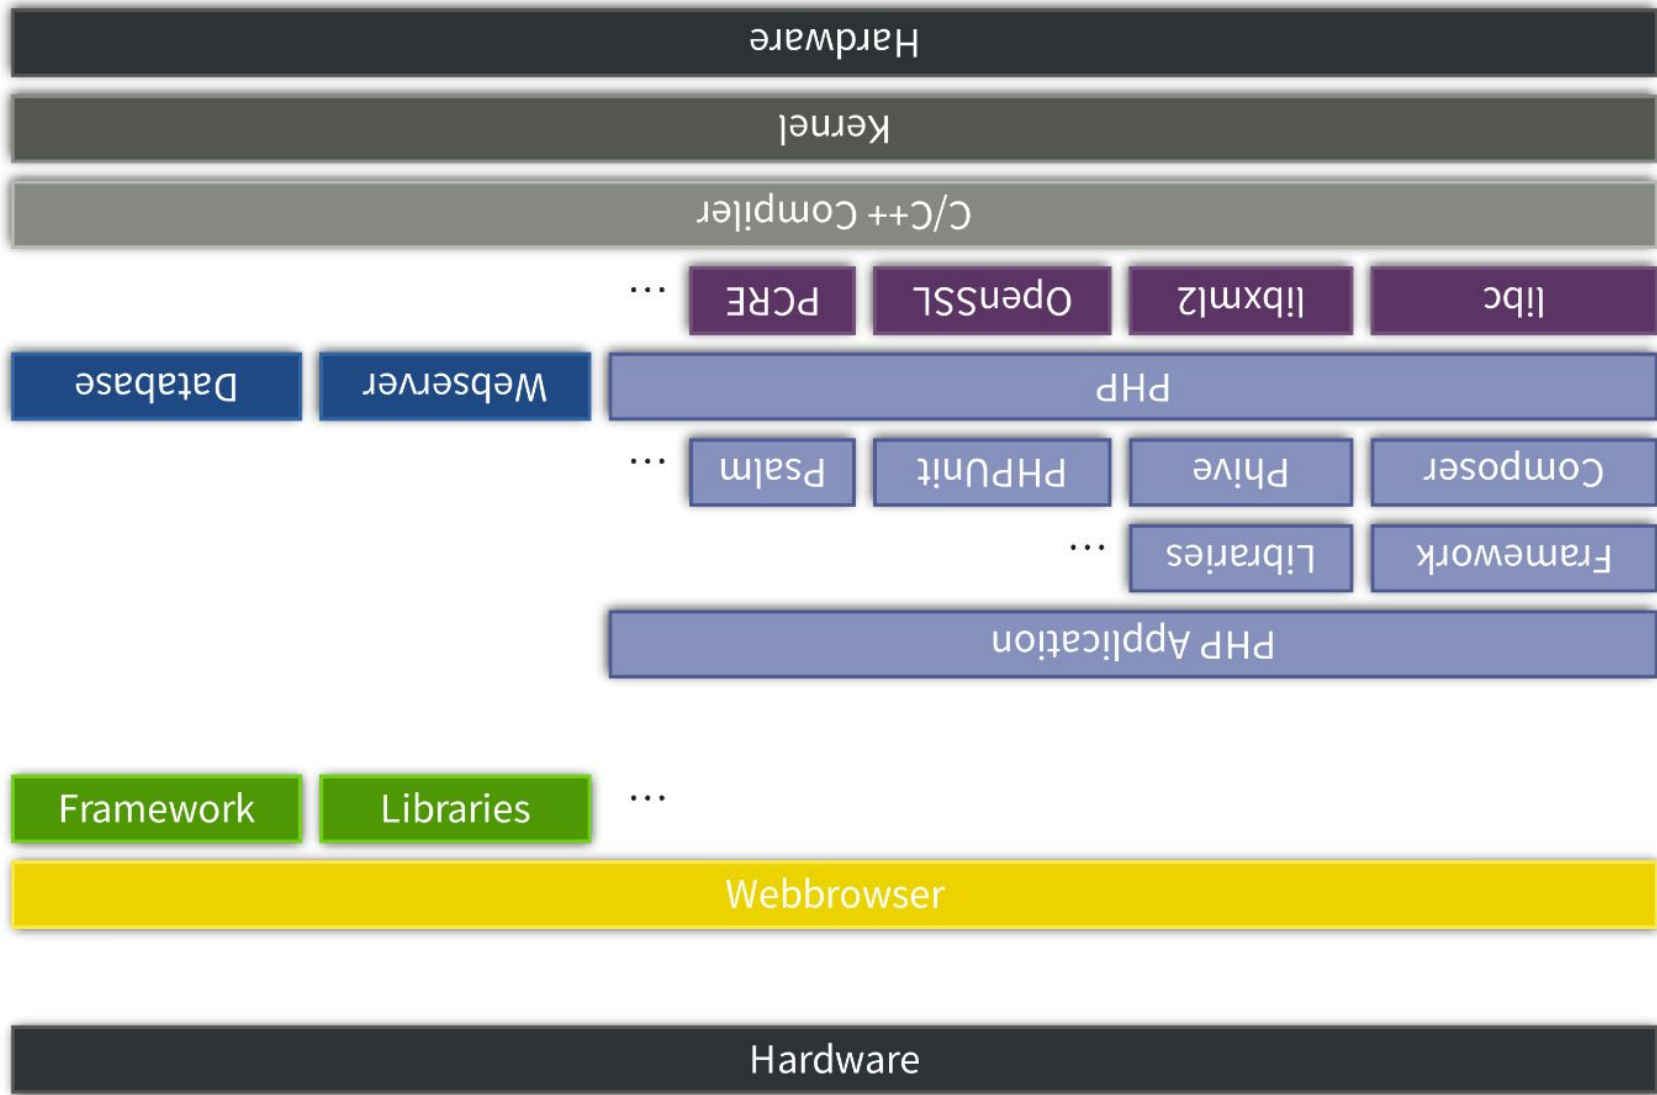 Hardware
Kernel
C/C++ Compiler
... PCRE OpenSSL libxml2 libc
Database Webserver PHP
... Psalm PHPUnit Phive Composer
... Libraries Framework
PHP Application
Framework Libraries ...
Webbrowser
Hardware